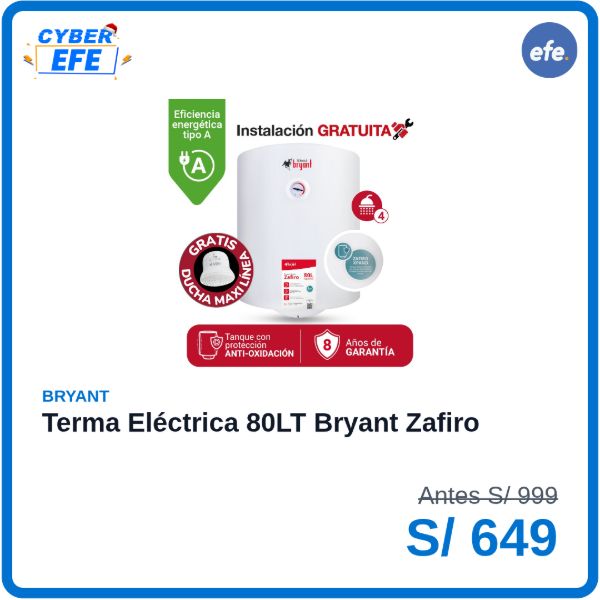 CYBER
EFE
efe.
Eficiencia
energética
tipo A
A
Instalación GRATUITA
bryant
4
GRATIS
DUCHA MAXI LÍNEA
ZAFIRO
Zafiro
80L
Tanque con
protección
ANTI-OXIDACIÓN
8
Años de
GARANTÍA
BRYANT
Terma Eléctrica 80LT Bryant Zafiro
Antes S/ 999
S/ 649